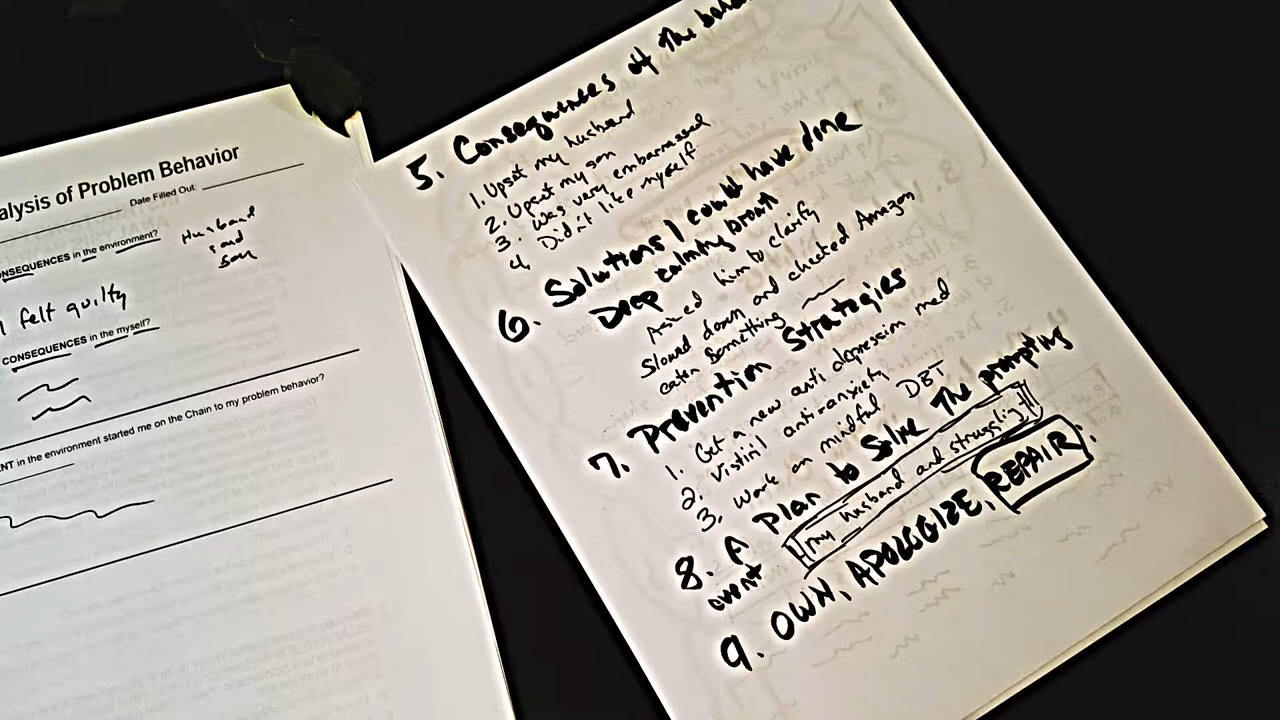 alysis of Problem Behavior
Date Filled Out:
NSEQUENCES in the environment?
Husband
and
son
I felt guilty
CONSEQUENCES in the myself?
NT in the environment started me on the Chain to my problem behavior?
5. Consequences of the beha
1. Upset my husband
2. Upset my son
3. Was very embarrassed
4. Didn't like myself
6. Solutions I could have done
Deep calming breath
Asked him to clarify
Slowed down and checked Amazon
eaten something
7. Prevention Strategies
1. Get a new anti depression med
2. Vistiril anti-anxiety
3. Work on mindful DBT
8. A Plan to Solve The prompting
event my husband and struggling
9. OWN, APOLOGIZE, REPAIR.